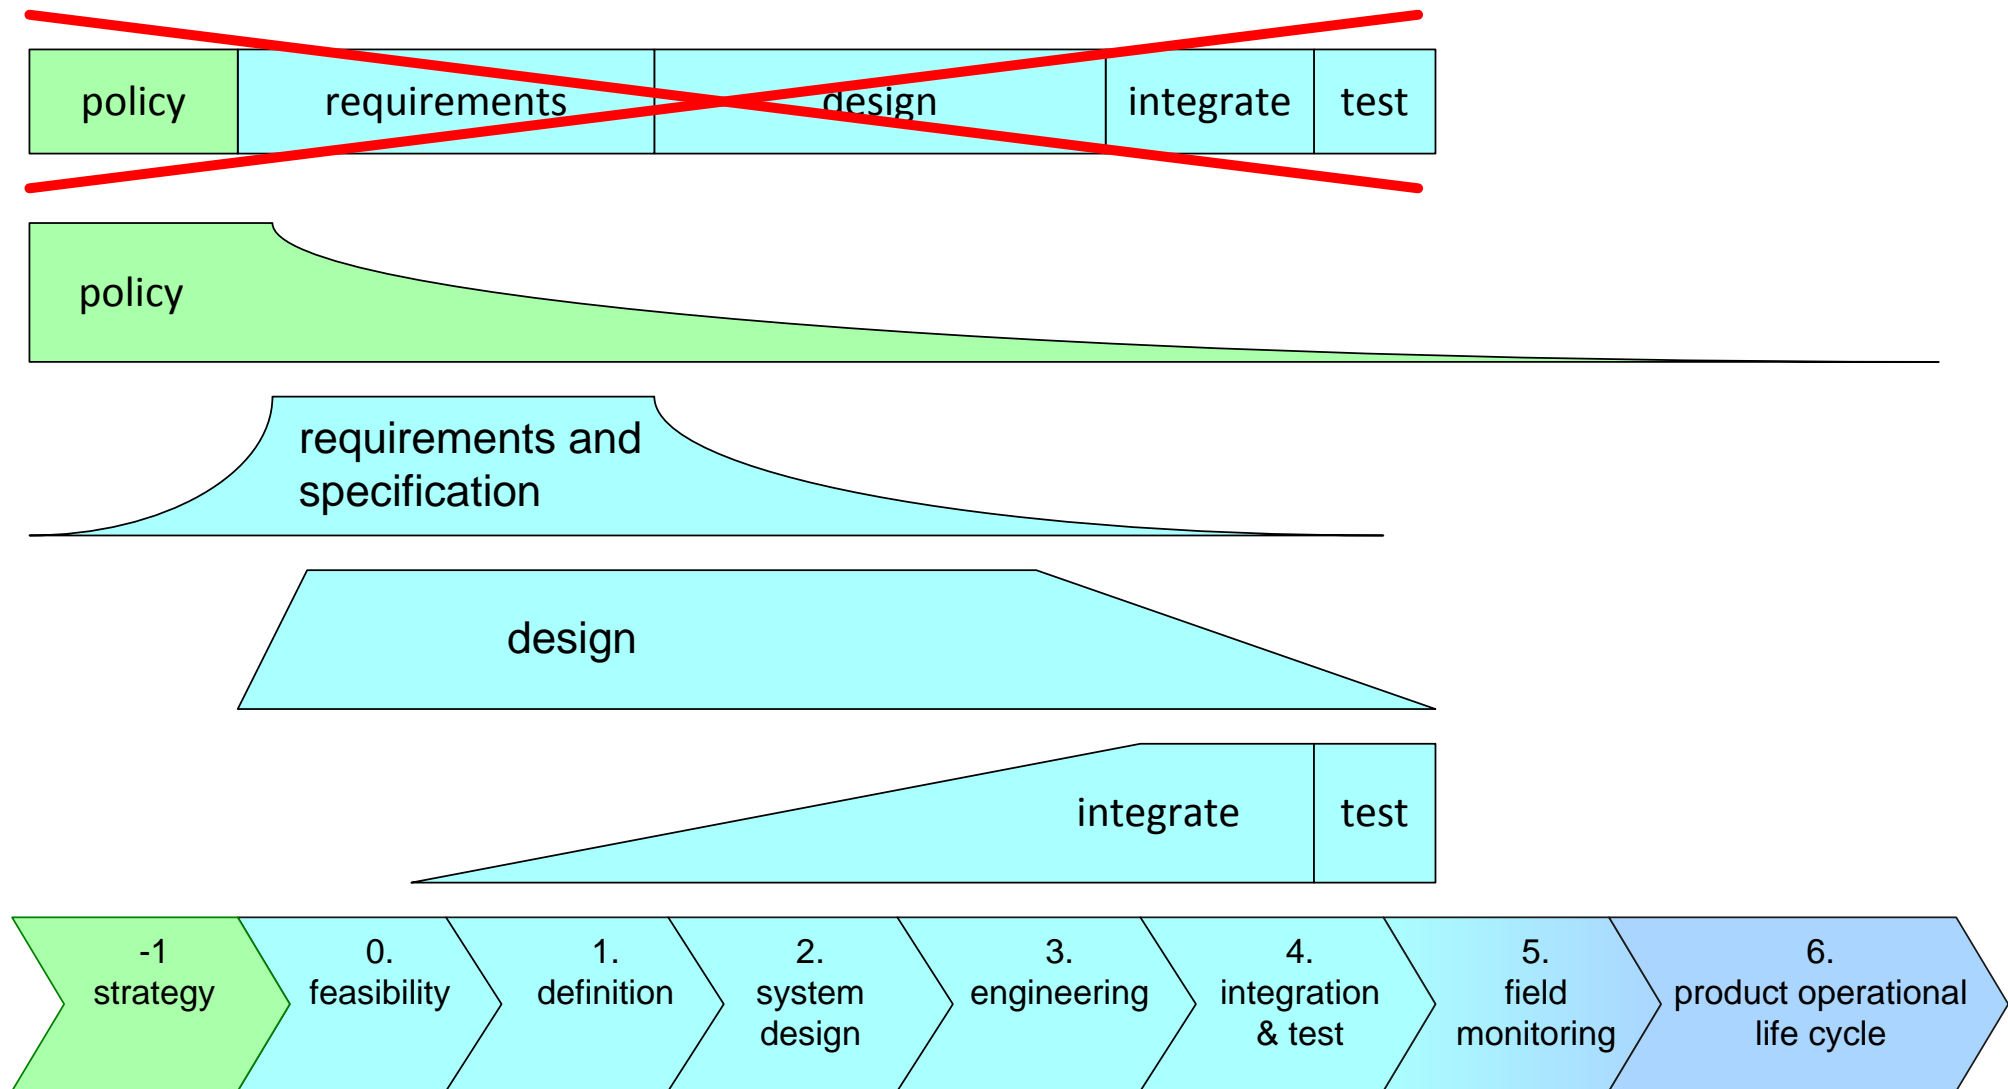 policy requirements design integrate test
policy
requirements and
specification
design
integrate test
-1
strategy
0.
feasibility
1.
definition
2.
system
design
3.
engineering
4.
integration
& test
5.
field
monitoring
6.
product operational
life cycle